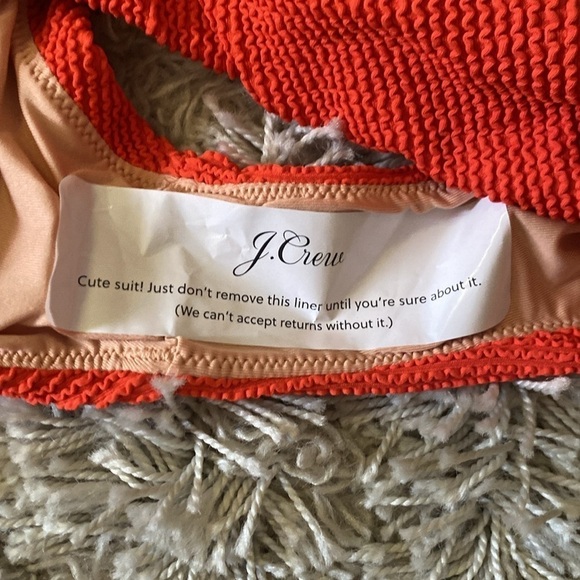 J.Crew
Cute suit! Just don't remove this liner until you're sure about it.
(We can't accept returns without it.)